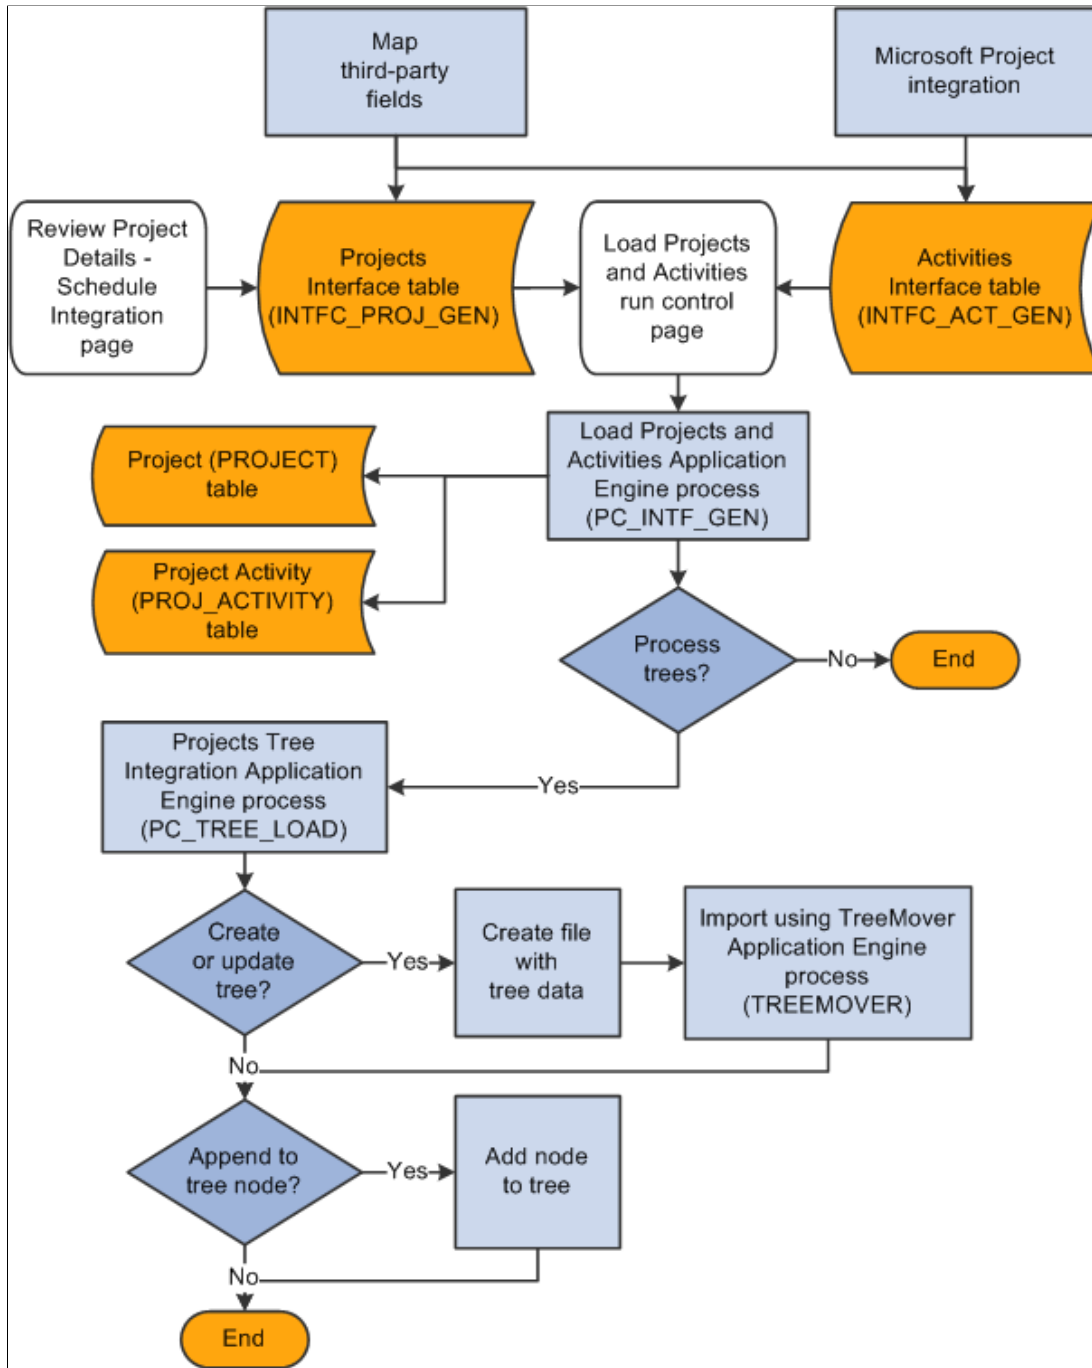 Map
third-party
fields
Microsoft Project
integration
Review Project
Details -
Schedule
Integration
page
Projects
Interface table
(INTFC_PROJ_GEN)
Load Projects
and Activities
run control
page
Activities
Interface table
(INTFC_ACT_GEN)
Load Projects and
Activities Application
Engine process
(PC_INTF_GEN)
Project (PROJECT)
table
Project Activity
(PROJ_ACTIVITY)
table
Process
trees?
No
End
Yes
Projects Tree
Integration Application
Engine process
(PC_TREE_LOAD)
Create
or update
tree?
Yes
Create file
with
tree data
Import using TreeMover
Application Engine
process
(TREEMOVER)
No
Append to
tree node?
Yes
Add node
to tree
No
End